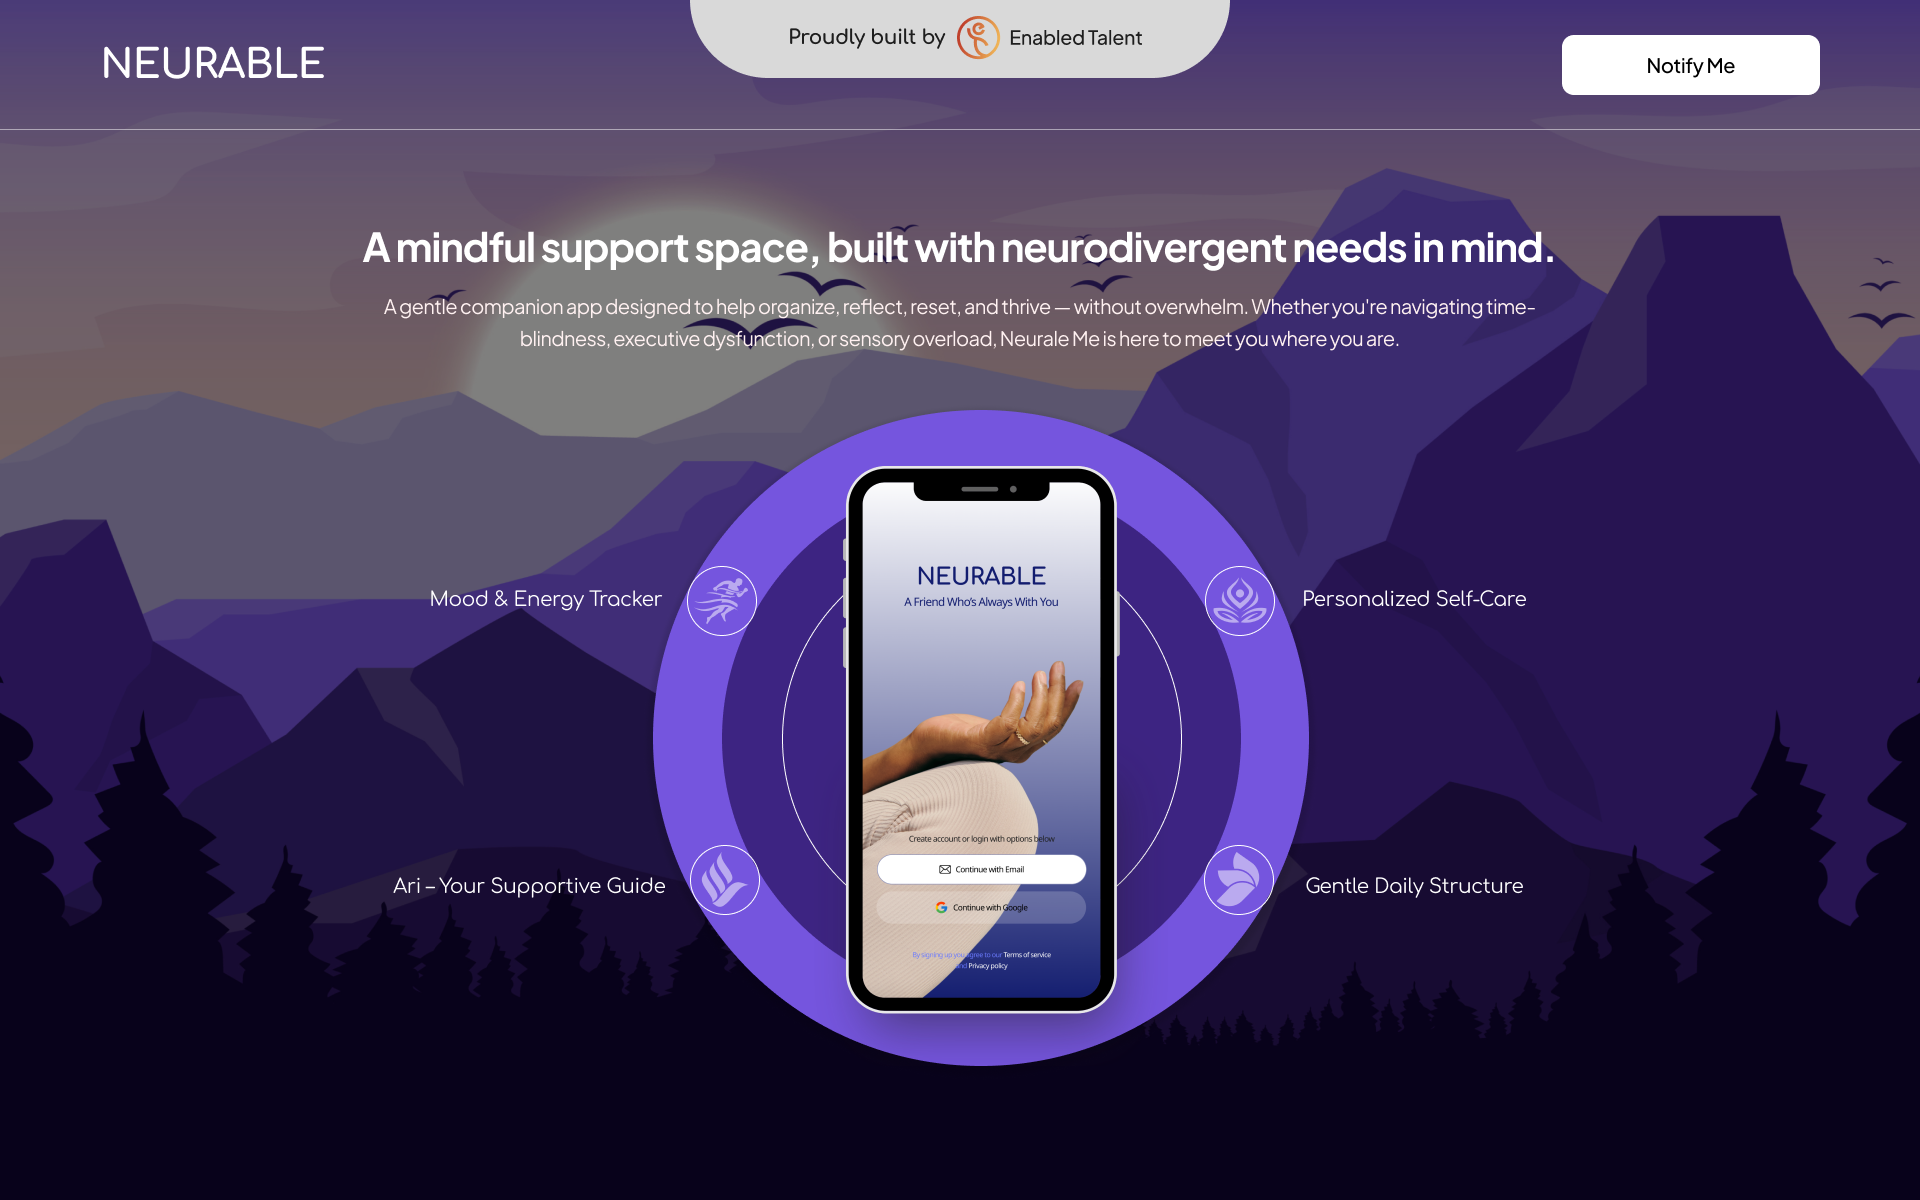 NEURABLE
Proudly built by Enabled Talent
Notify Me
A mindful support space, built with neurodivergent needs in mind.
A gentle companion app designed to help organize, reflect, reset, and thrive — without overwhelm. Whether you're navigating time-
blindness, executive dysfunction, or sensory overload, Neurale Me is here to meet you where you are.
Mood & Energy Tracker
Ari – Your Supportive Guide
NEURABLE
A Friend Who's Always With You
Create account or login with options below
Continue with Email
Continue with Google
By signing up you agree to our Terms of service
and Privacy policy
Personalized Self-Care
Gentle Daily Structure